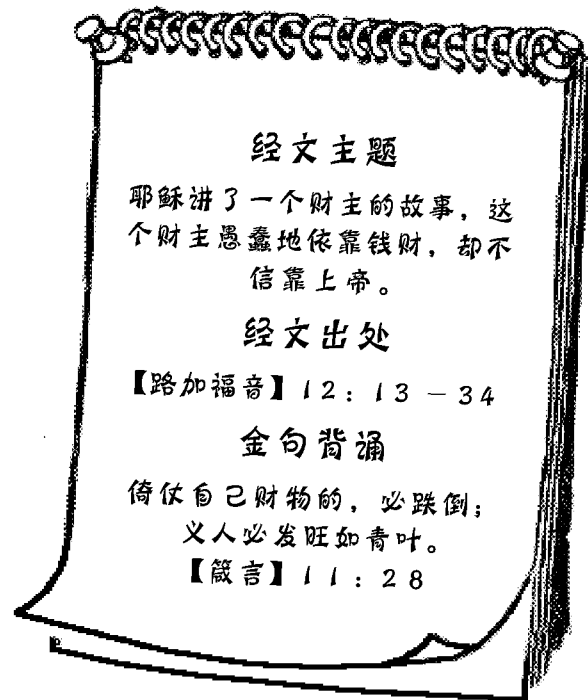 经文主题
耶稣讲了一个财主的故事，这
个财主愚蠢地依靠钱财，却不
信靠上帝。
经文出处
【路加福音】12：13－34
金句背诵
倚仗自己财物的，必跌倒；
义人必发旺如青叶。
【箴言】11：28